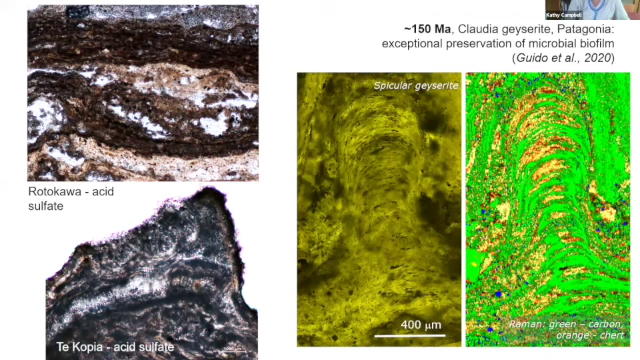 Kathy Campbell
~150 Ma, Claudia geyserite, Patagonia:
exceptional preservation of microbial biofilm
(Guido et al., 2020)
Spicular geyserite
Rotokawa - acid
sulfate
Te Kopia - acid sulfate
400 µm
Raman: green – carbon,
orange - chert